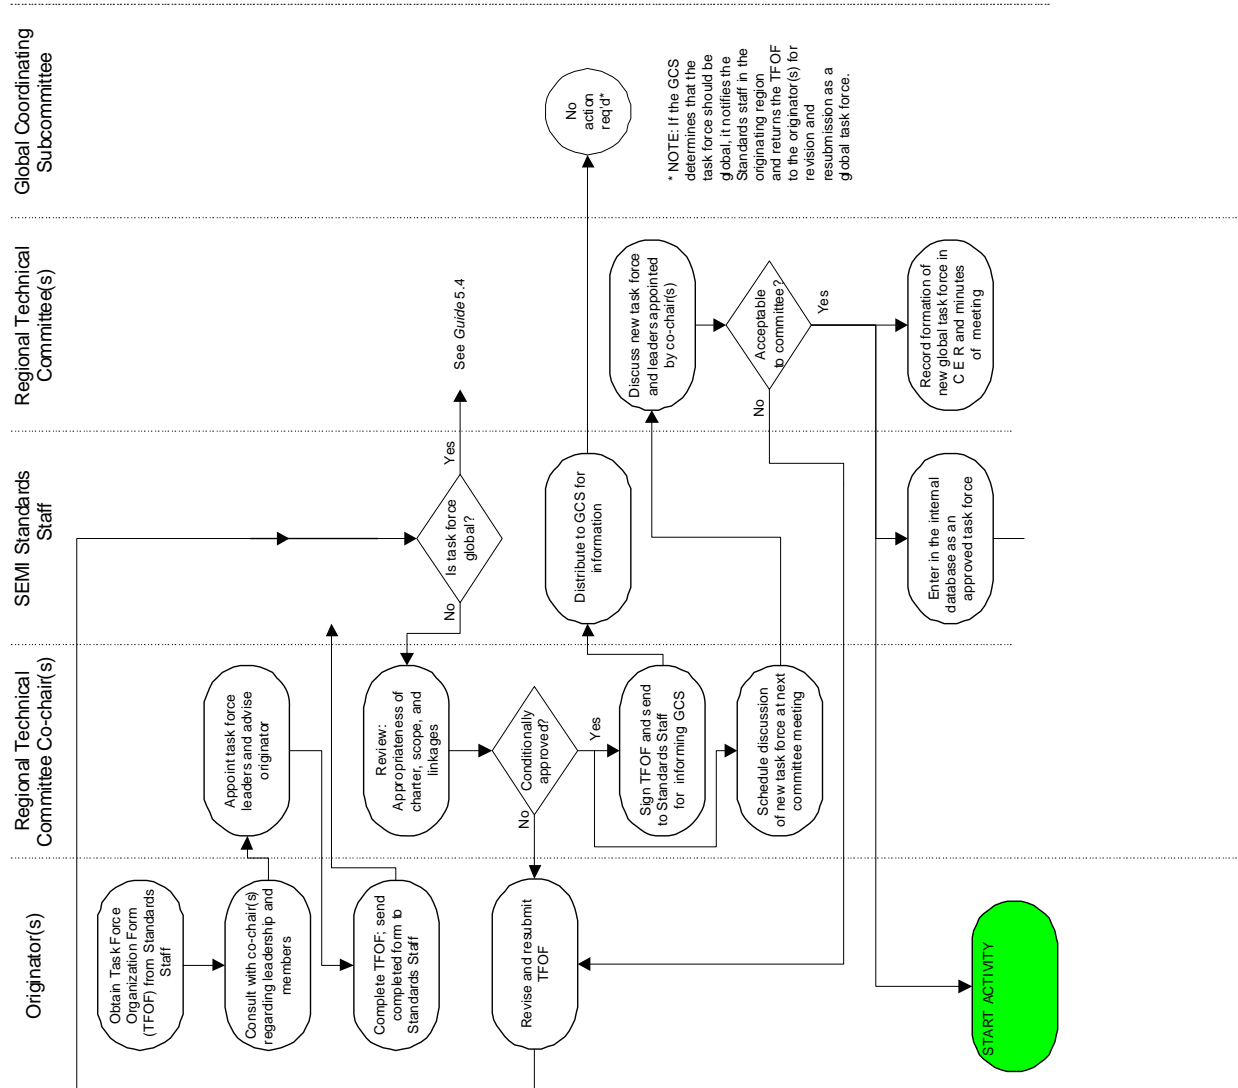 Global Coordinating
Subcommittee
No
action
req'd*
* NOTE: If the GCS
determines that the
task force should be
global, it notifies the
Standards staff in the
originating region
and returns the TFOF
to the originator(s) for
revision and
resubmission as a
global task force.
Regional Technical
Committee(s)
See Guide 5.4
Discuss new task force
and leaders appointed
by co-chair(s)
Acceptable
to committee?
Yes
No
Record formation of
new global task force in
C E R and minutes
of meeting
SEMI Standards
Staff
Is task force
global?
Yes
No
Distribute to GCS for
information
Enter in the internal
database as an
approved task force
Regional Technical
Committee Co-chair(s)
Appoint task force
leaders and advise
originator
Review:
Appropriateness of
charter, scope, and
linkages
Conditionally
approved?
Yes
No
Sign TFOF and send
to Standards Staff
for informing GCS
Schedule discussion
of new task force at next
committee meeting
Originator(s)
Obtain Task Force
Organization Form
(TFOF) from Standards
Staff
Consult with co-chair(s)
regarding leadership and
members
Complete TFOF; send
completed form to
Standards Staff
Revise and resubmit
TFOF
START ACTIVITY